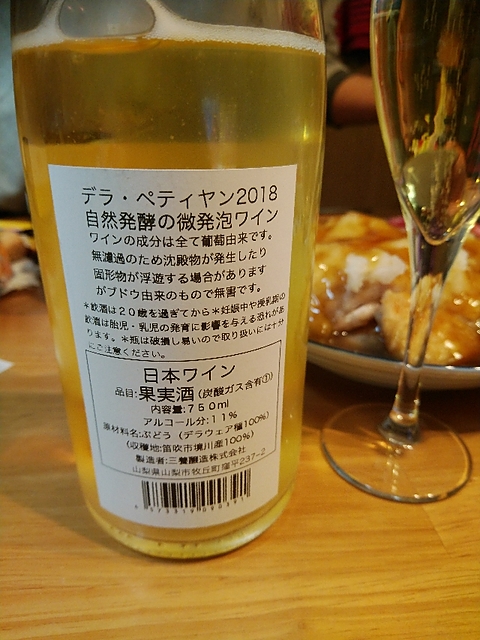 デラ・ペティヤン2018
自然発酵の微発泡ワイン
ワインの成分は全て葡萄由来です。
無濾過のため沈殿物が発生したり
固形物が浮遊する場合があります
がブドウ由来のもので無害です。
*飲酒は20歳を過ぎてから*妊娠中や授乳期の
飲酒は胎児・乳児の発育に影響を与える恐れがあ
ります。*瓶は破損し易いので取り扱いには十分
にご注意ください。
日本ワイン
品目:果実酒(炭酸ガス含有①)
内容量:750ml
アルコール分:11%
原材料名:ぶどう(デラウェア種100%)
(収穫地:笛吹市境川産100%)
製造者:三養醸造株式会社
山梨県山梨市牧丘町窪平237-2